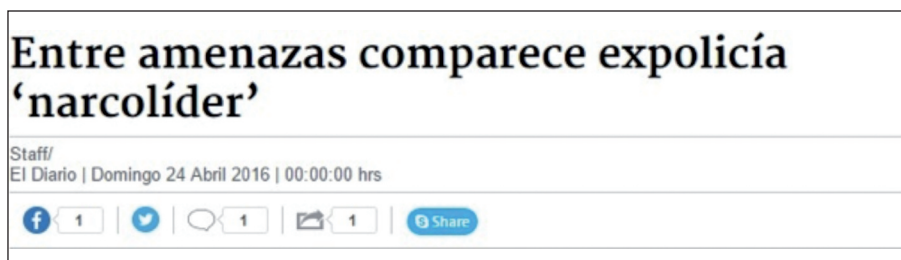 Entre amenazas comparece expolicía
‘narcolíder’
Staff/
El Diario | Domingo 24 Abril 2016 | 00:00:00 hrs
1 1 1 Share